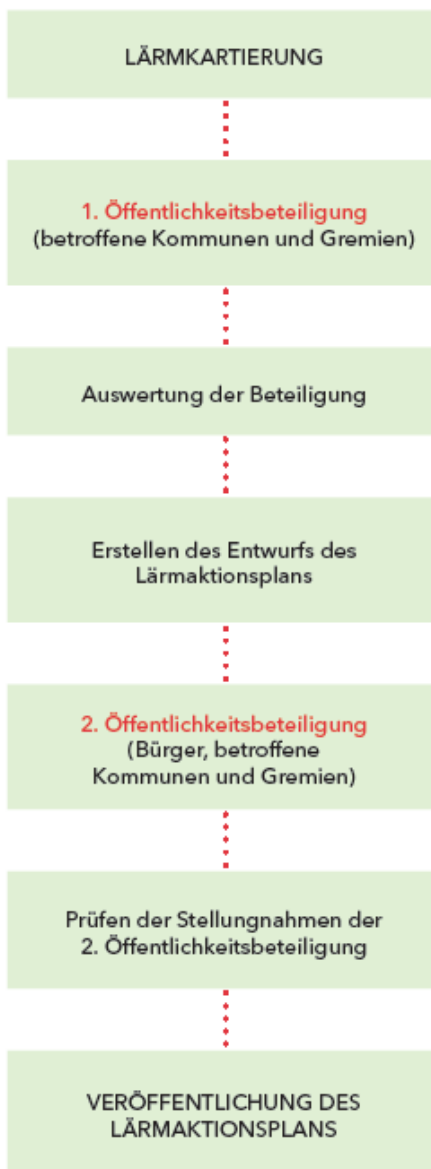 LÄRMKARTIERUNG
1. Öffentlichkeitsbeteiligung
(betroffene Kommunen und Gremien)
Auswertung der Beteiligung
Erstellen des Entwurfs des
Lärmaktionsplans
2. Öffentlichkeitsbeteiligung
(Bürger, betroffene
Kommunen und Gremien)
Prüfen der Stellungnahmen der
2. Öffentlichkeitsbeteiligung
VERÖFFENTLICHUNG DES
LÄRMAKTIONSPLANS